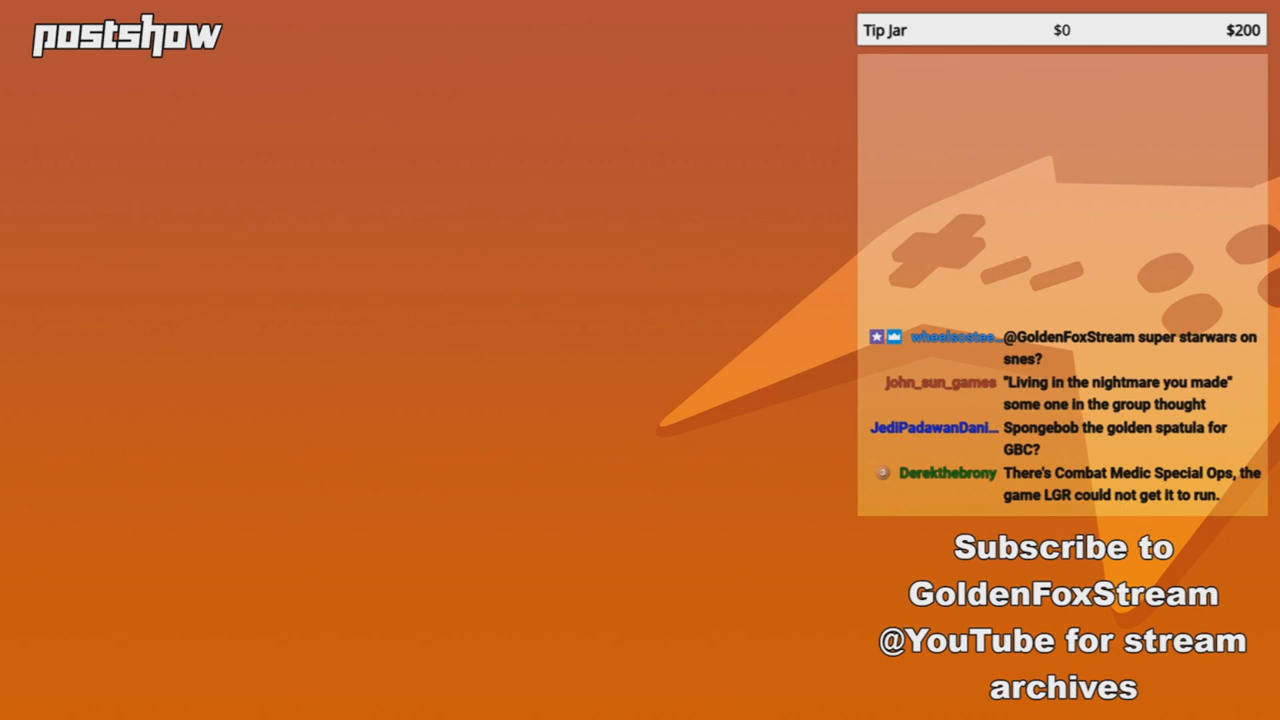 postshow
Tip Jar $0 $200
wheelsostee... @GoldenFoxStream super starwars on
snes?
john_sun_games "Living in the nightmare you made"
some one in the group thought
JediPadawanDani... Spongebob the golden spatula for
GBC?
Derekthebrony There's Combat Medic Special Ops, the
game LGR could not get it to run.
Subscribe to
GoldenFoxStream
@YouTube for stream
archives